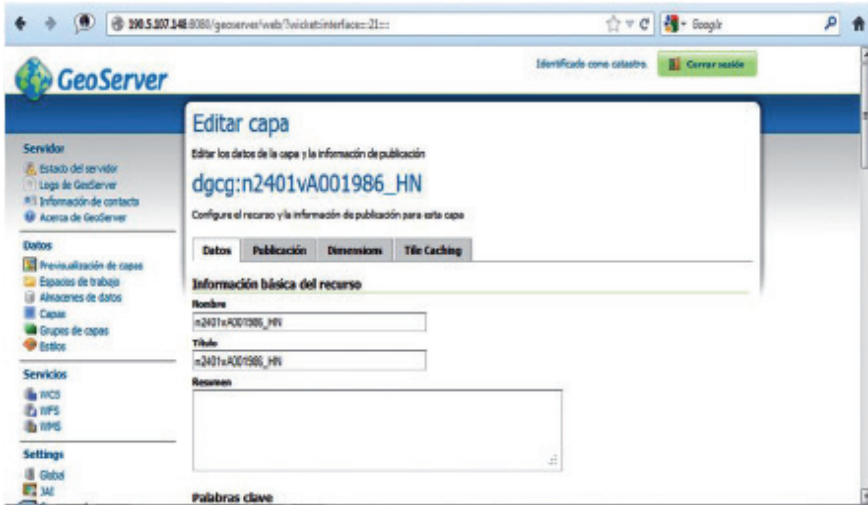 190.5.107.148:8080/geoserver/web/?wicket:interface=:21::::
Google
GeoServer
Identificado como catastro.
Cerrar sesión
Servidor
Estado del servidor
Logs de GeoServer
Información de contacto
Acerca de GeoServer
Datos
Previsualización de capas
Espacios de trabajo
Almacenes de datos
Capas
Grupos de capas
Estilos
Servicios
WCS
WFS
WMS
Settings
Global
JAI
Editar capa
Editar los datos de la capa y la información de publicación
dgcg:n2401vA001986_HN
Configure el recurso y la información de publicación para esta capa
Datos Publicación Dimensions Tile Caching
Información básica del recurso
Nombre
n2401vA001986_HN
Título
n2401vA001986_HN
Resumen
Palabras clave